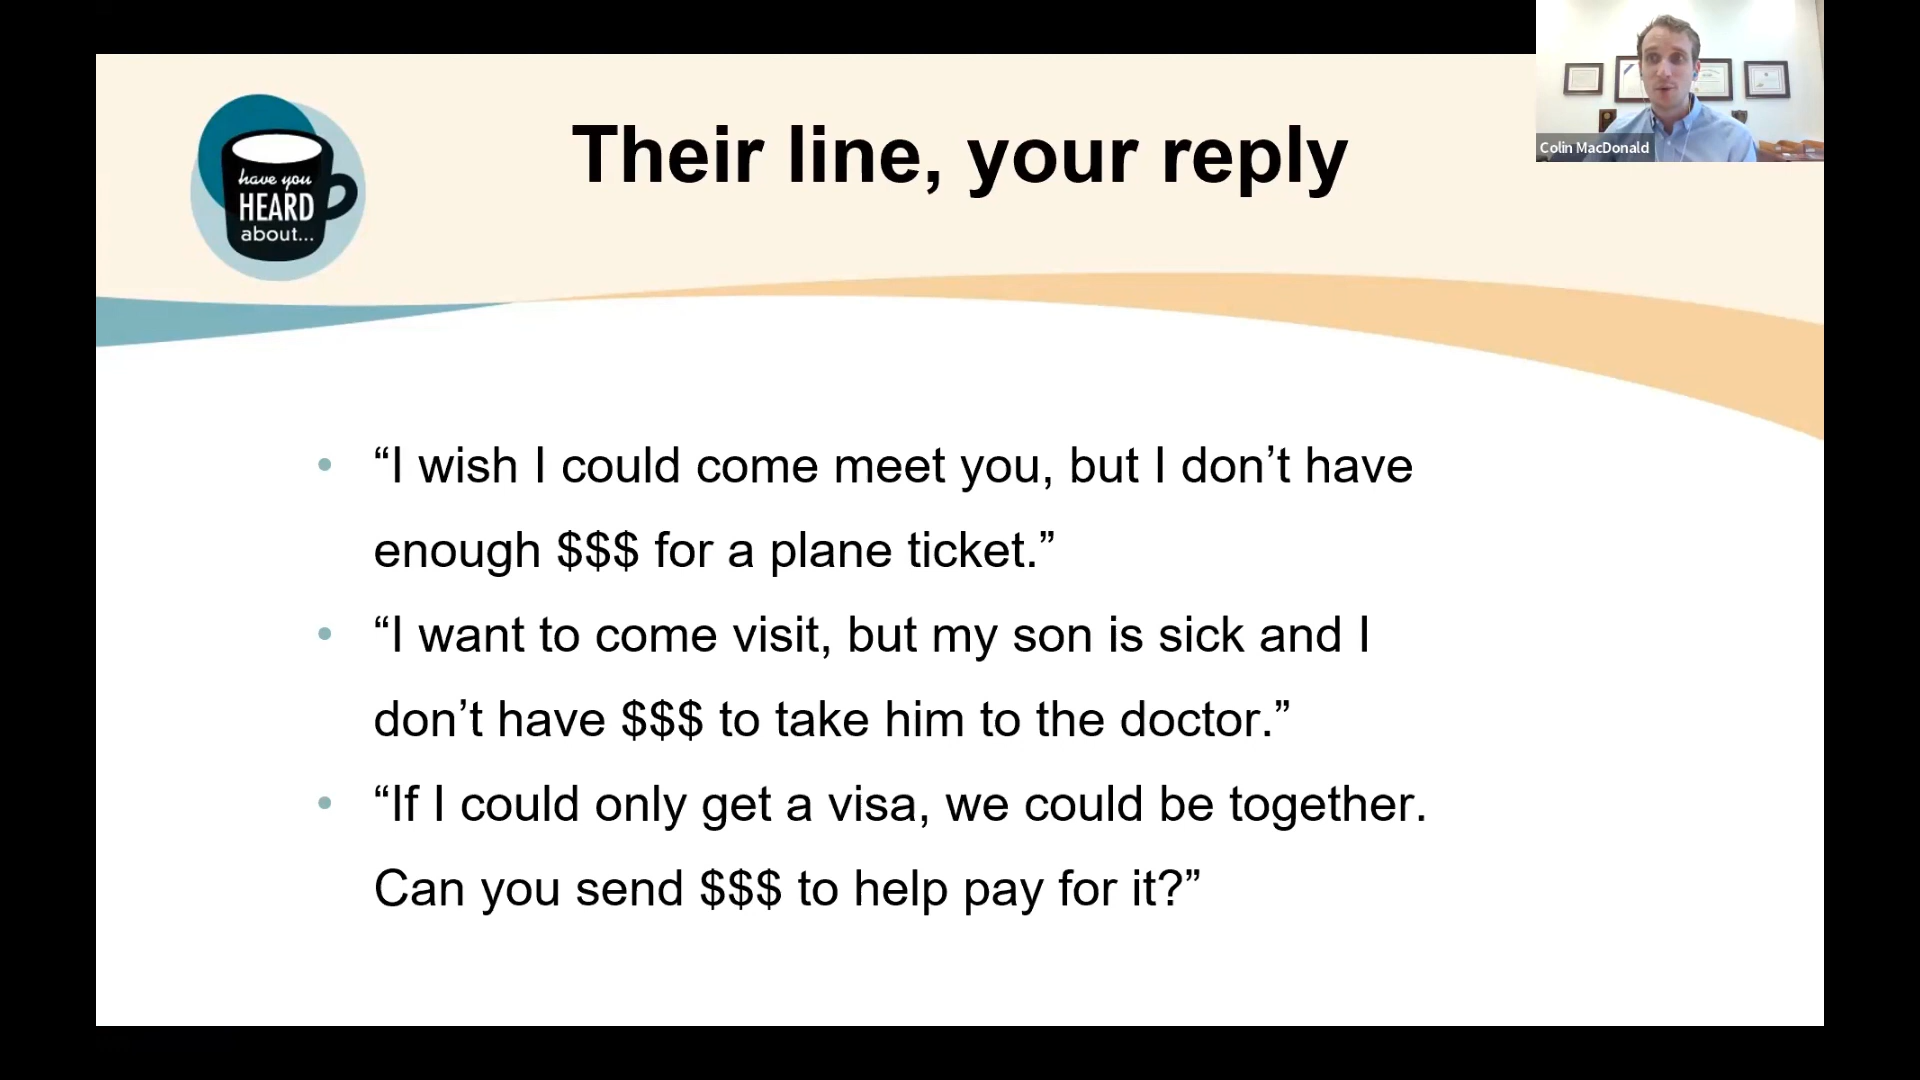 Colin MacDonald
have you
HEARD
about...
Their line, your reply
• “I wish I could come meet you, but I don’t have
enough $$$ for a plane ticket.”
• “I want to come visit, but my son is sick and I
don’t have $$$ to take him to the doctor.”
• “If I could only get a visa, we could be together.
Can you send $$$ to help pay for it?”